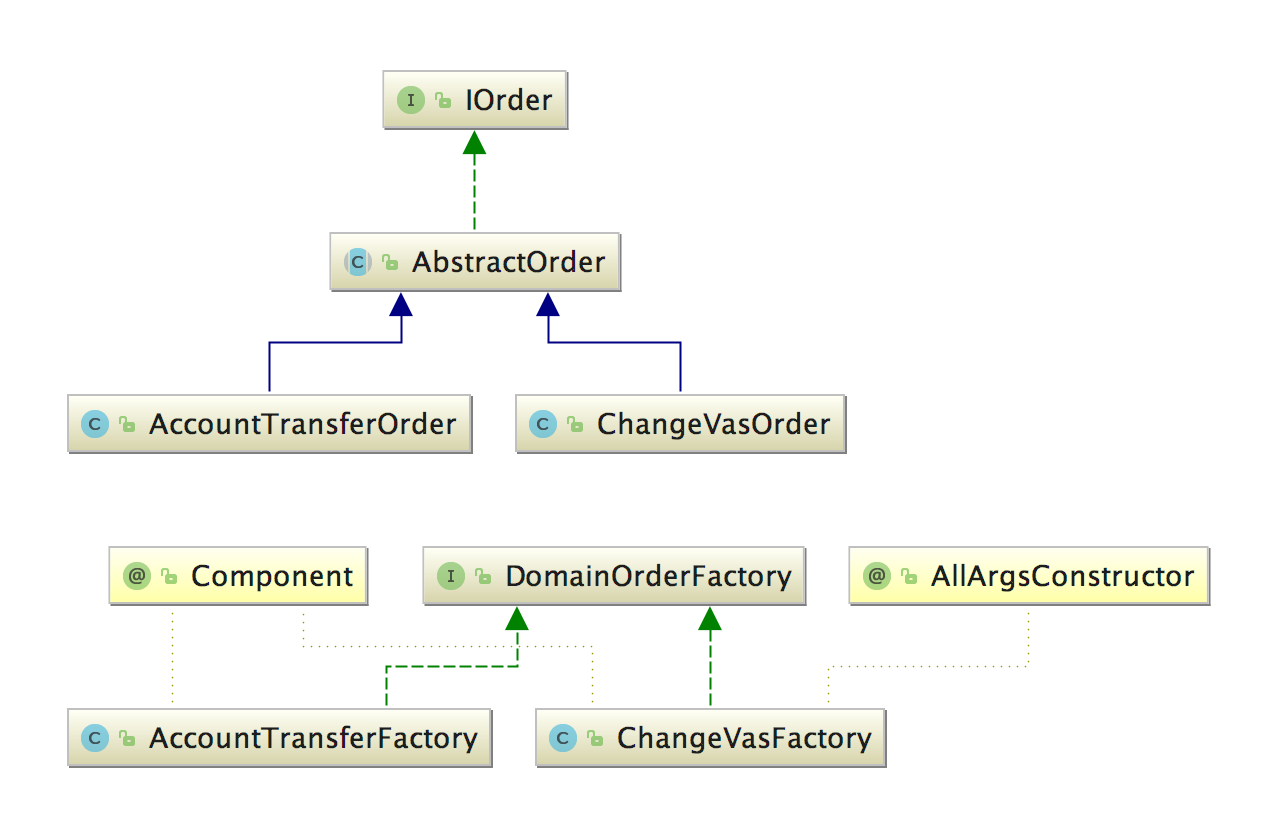 I IOrder
C AbstractOrder
C AccountTransferOrder
C ChangeVasOrder
@ Component
I DomainOrderFactory
@ AllArgsConstructor
C AccountTransferFactory
C ChangeVasFactory